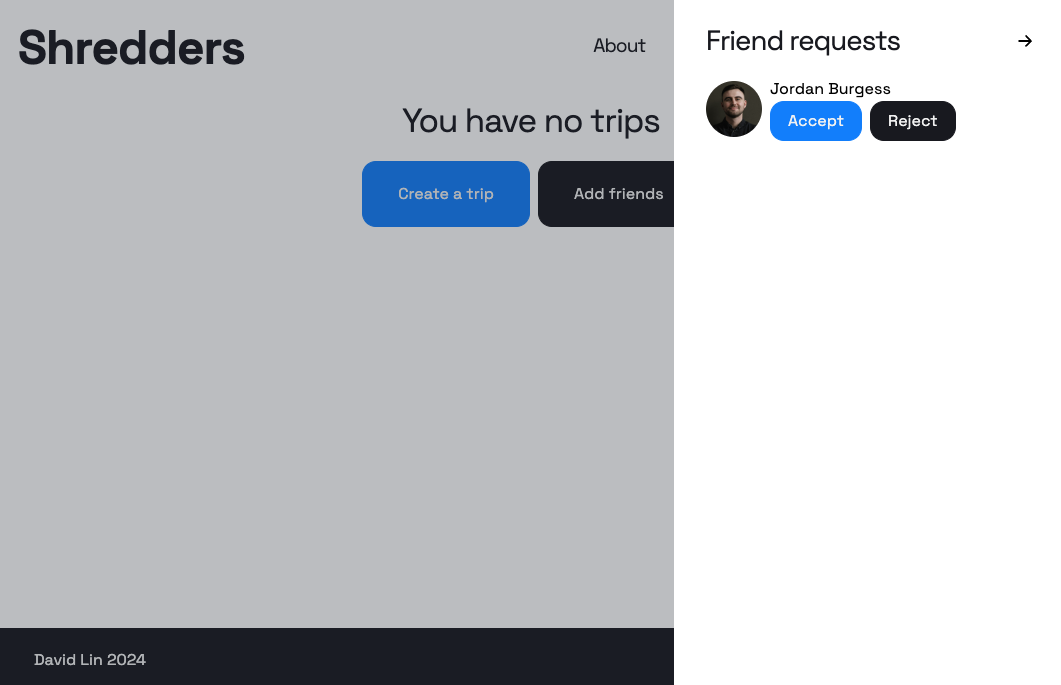 Shredders
About
You have no trips
Create a trip
Add friends
David Lin 2024
Friend requests
Jordan Burgess
Accept
Reject